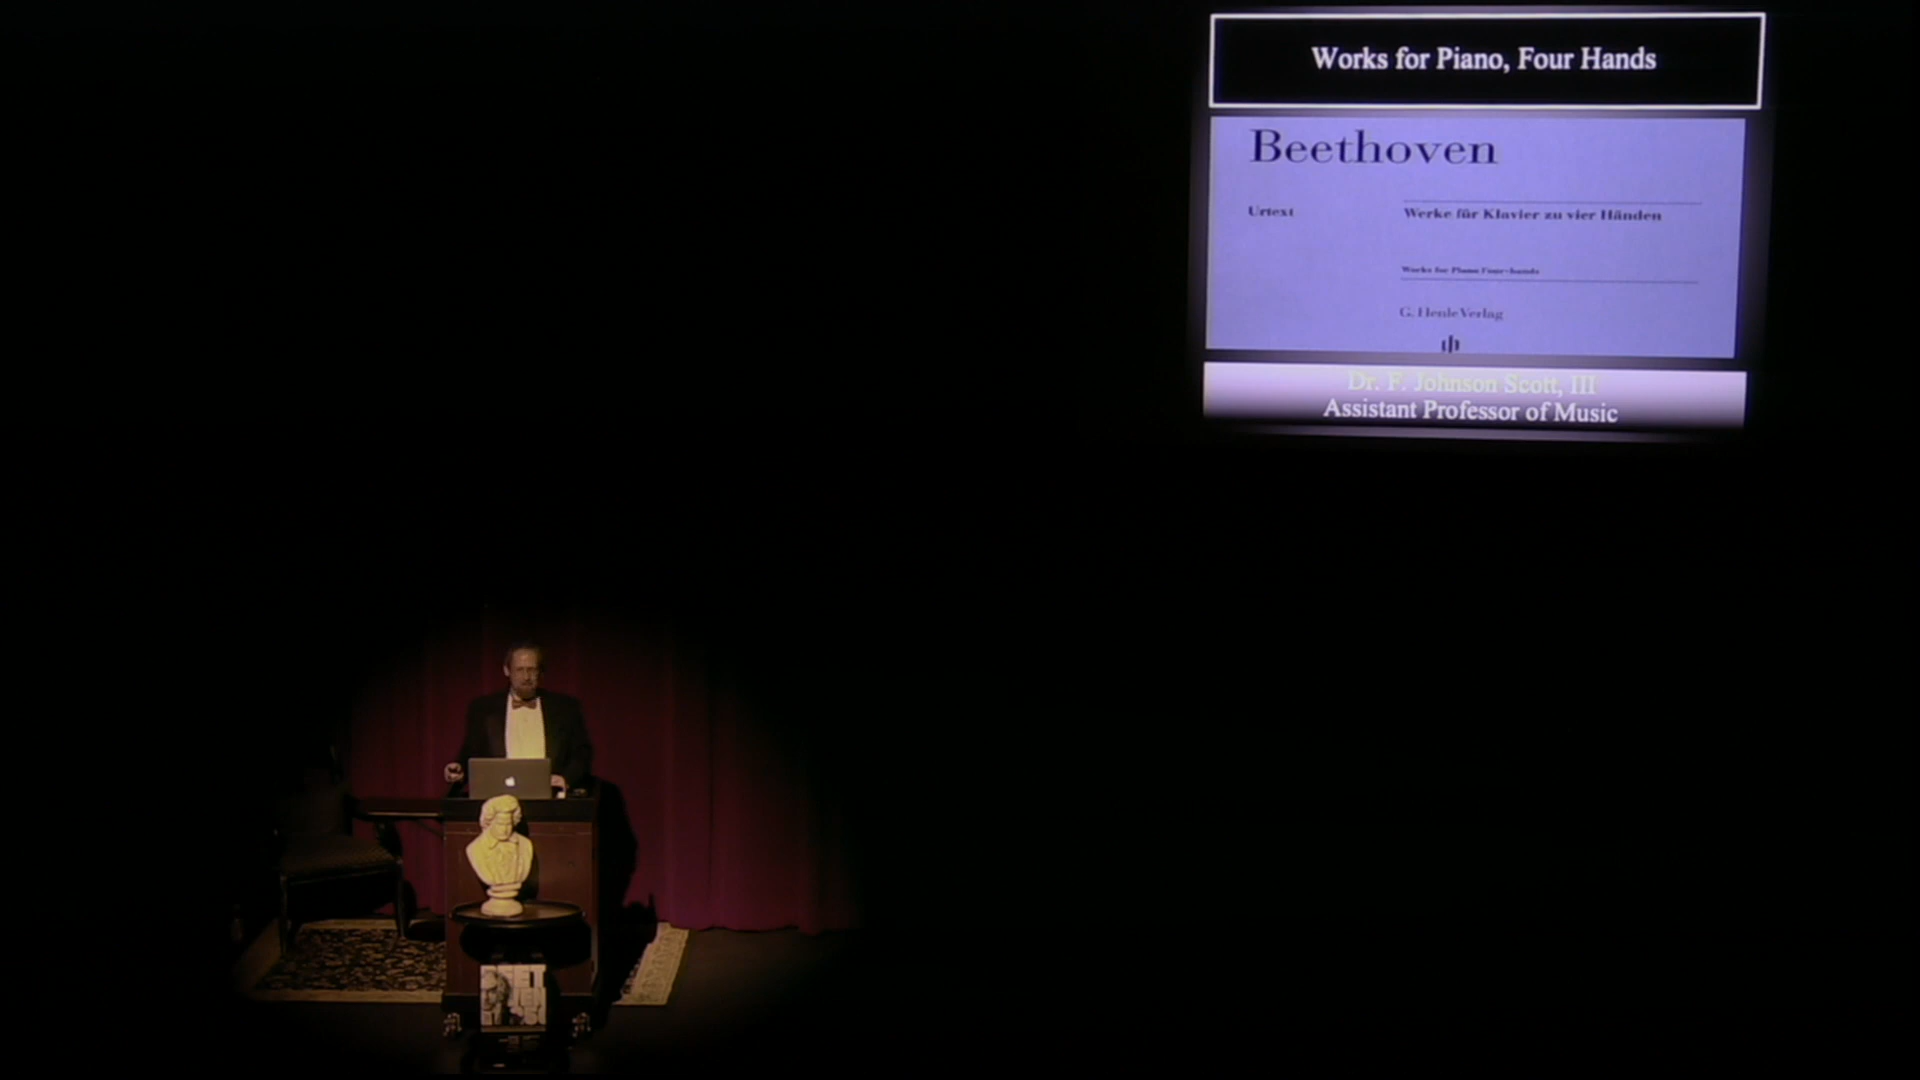 Works for Piano, Four Hands
Beethoven
Urtext
Werke für Klavier zu vier Händen
Works for Piano Four-hands
G. Henle Verlag
Dr. F. Johnson Scott, III
Assistant Professor of Music